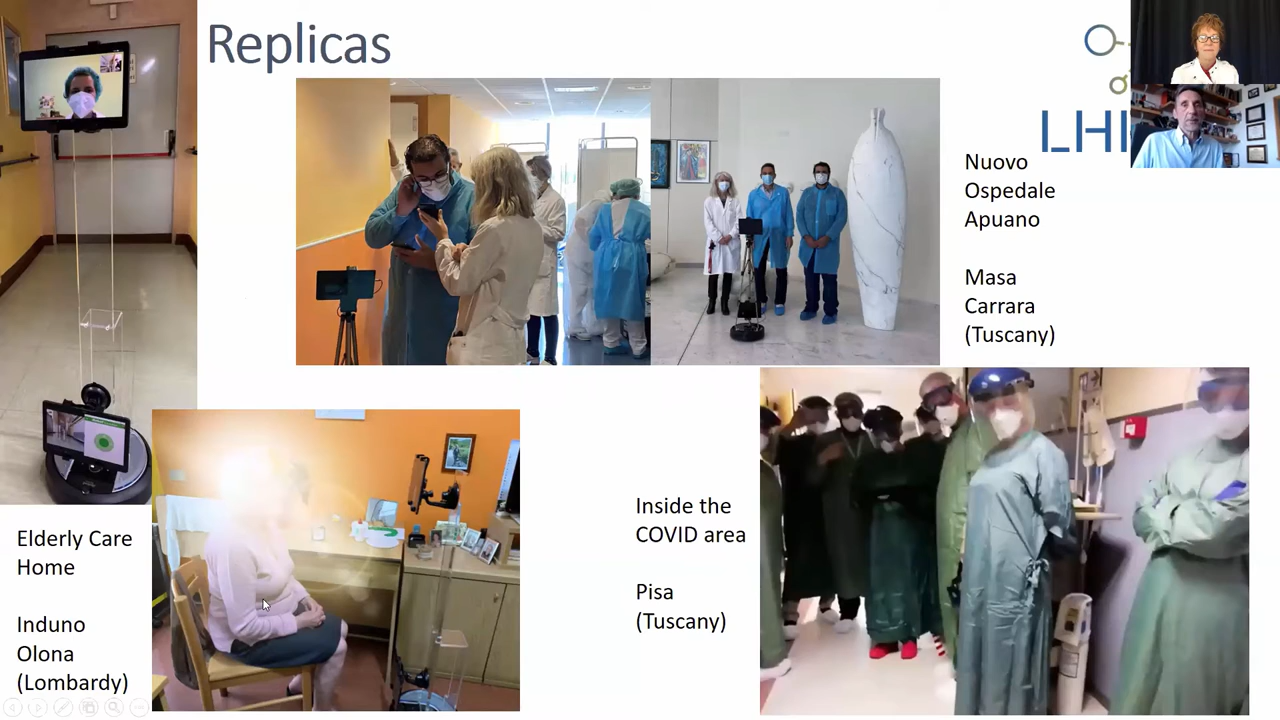 Replicas
LHI
Nuovo
Ospedale
Apuano
Masa
Carrara
(Tuscany)
Inside the
COVID area
Pisa
(Tuscany)
Elderly Care
Home
Induno
Olona
(Lombardy)